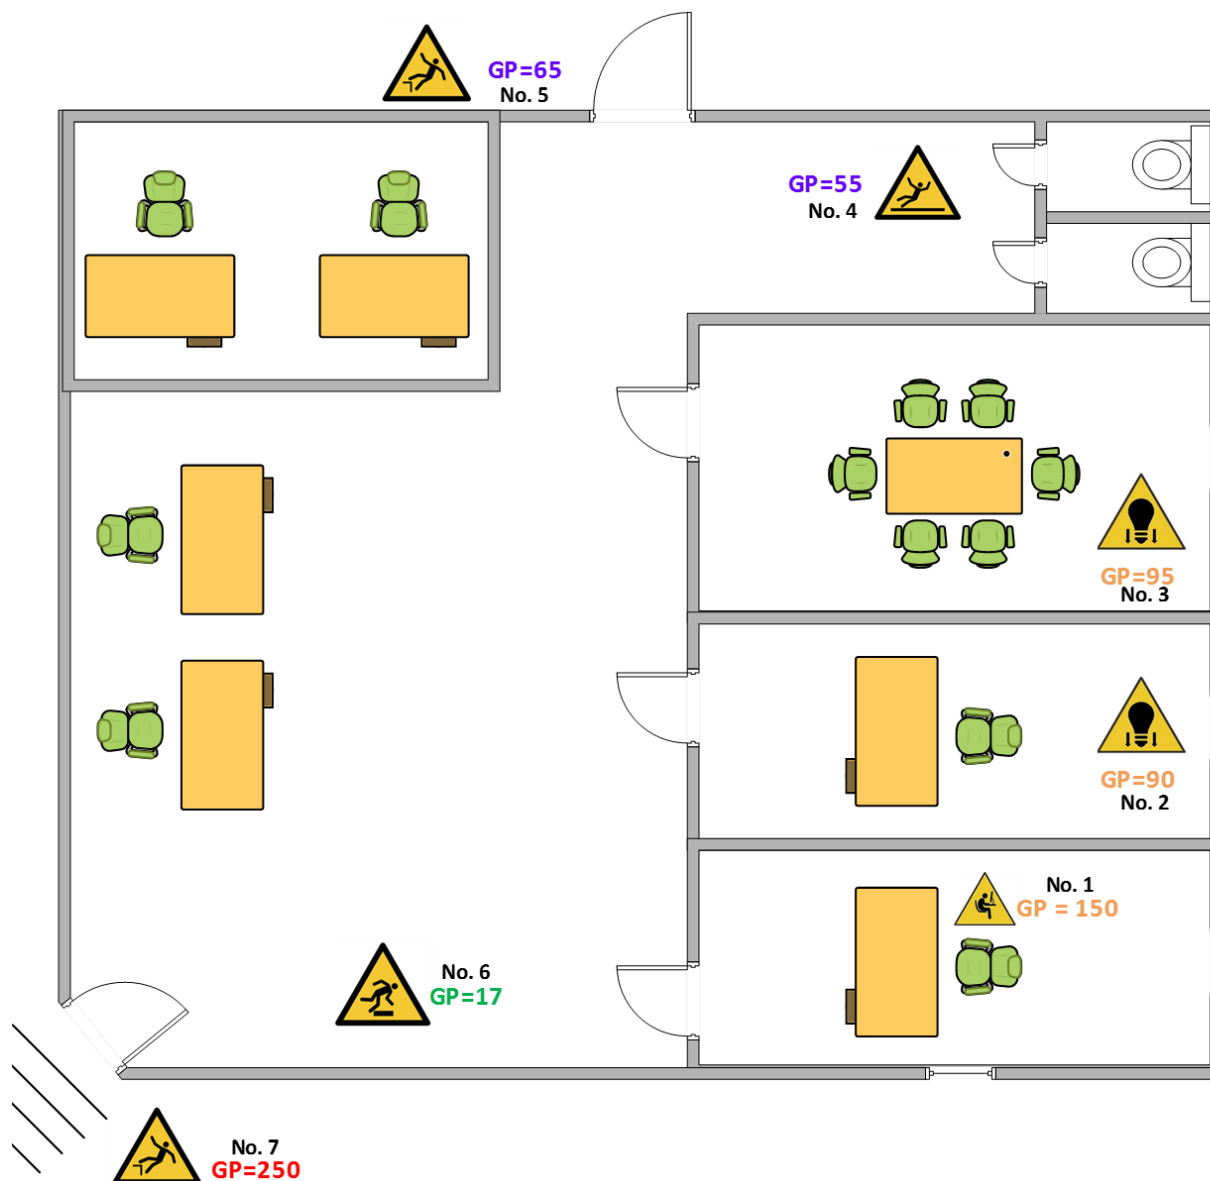 GP=65
No. 5
GP=55
No. 4
GP=95
No. 3
GP=90
No. 2
No. 1
GP = 150
No. 6
GP=17
No. 7
GP=250